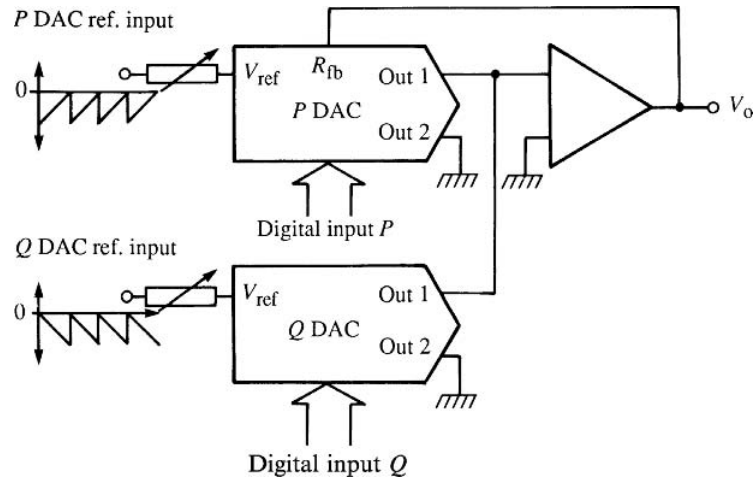 P DAC ref. input
0
V_ref
R_fb
Out 1
P DAC
Out 2
V_o
Digital input P
Q DAC ref. input
0
V_ref
Out 1
Q DAC
Out 2
Digital input Q